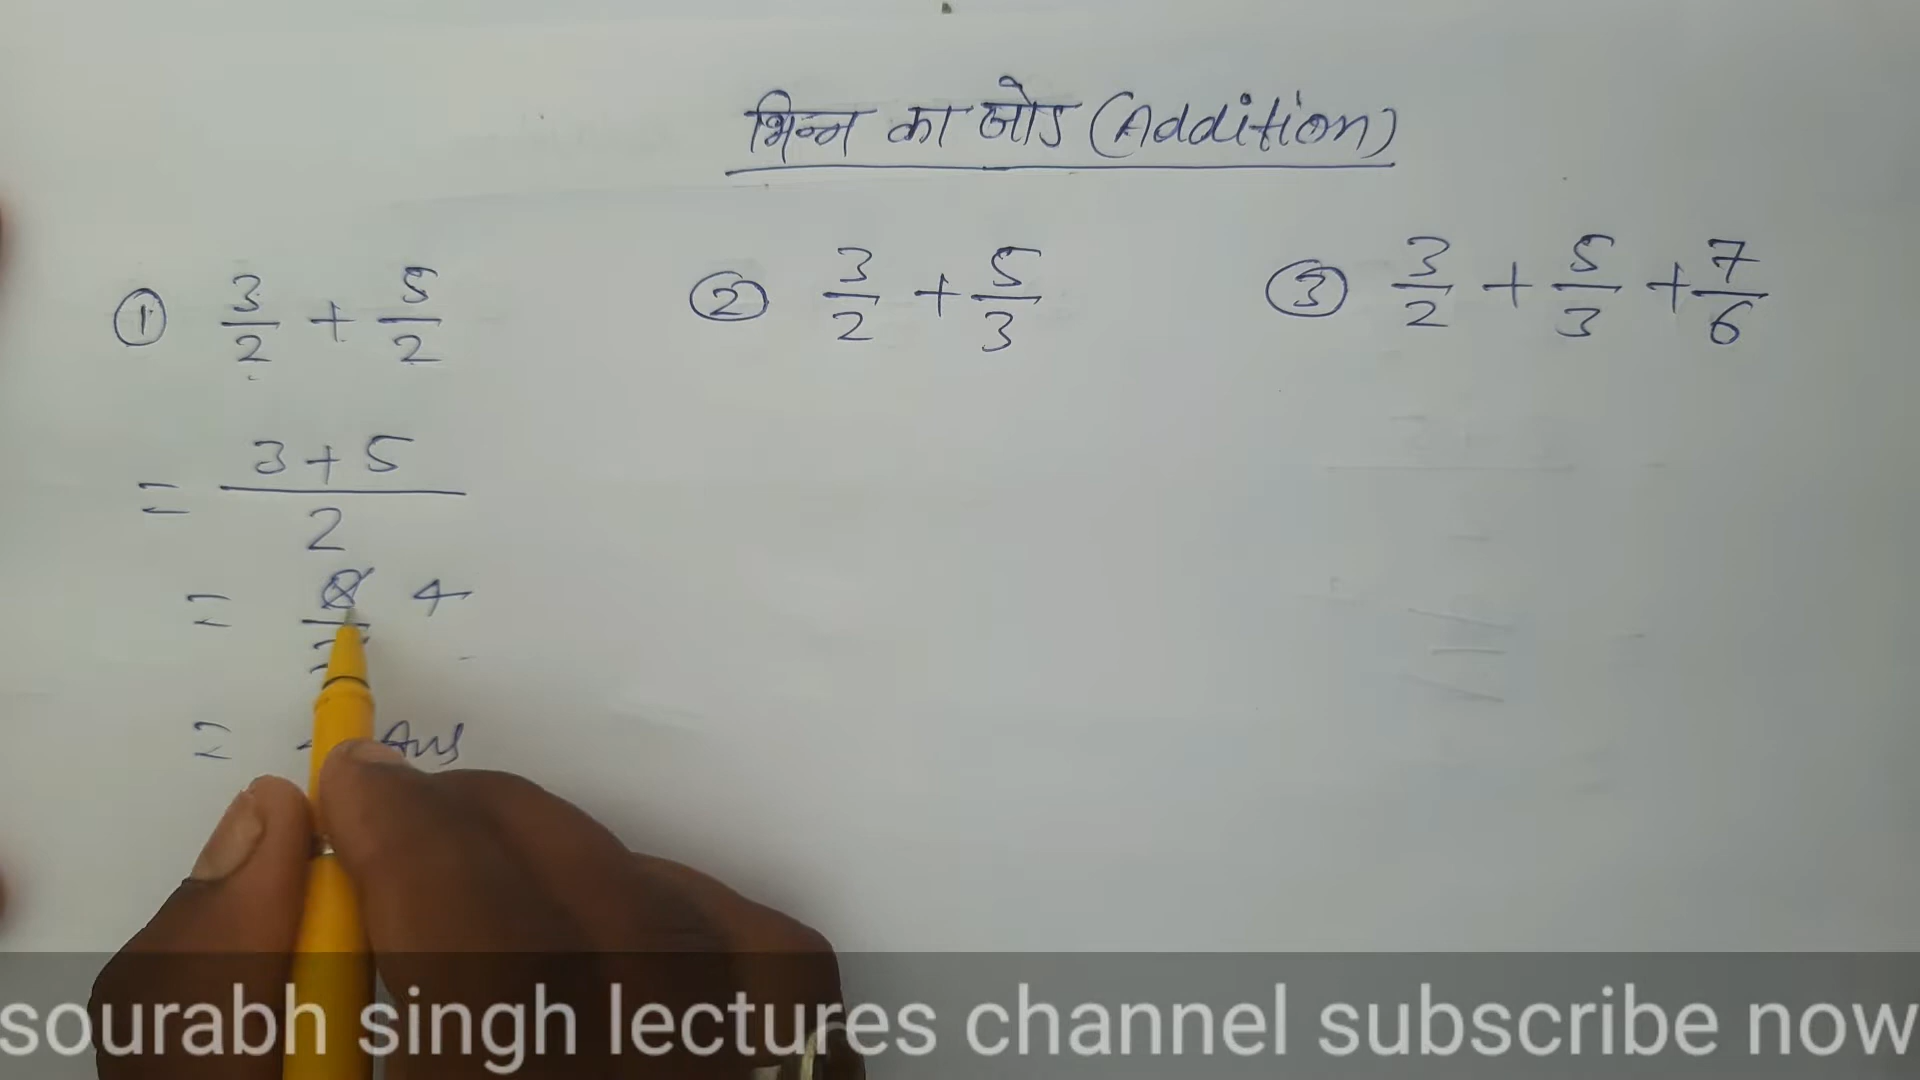 भिन्न का जोड (Addition)
① 3/2 + 5/2
② 3/2 + 5/3
③ 3/2 + 5/3 + 7/6
= 3+5/2
= 8/2 4
= Ans
sourabh singh lectures channel subscribe now